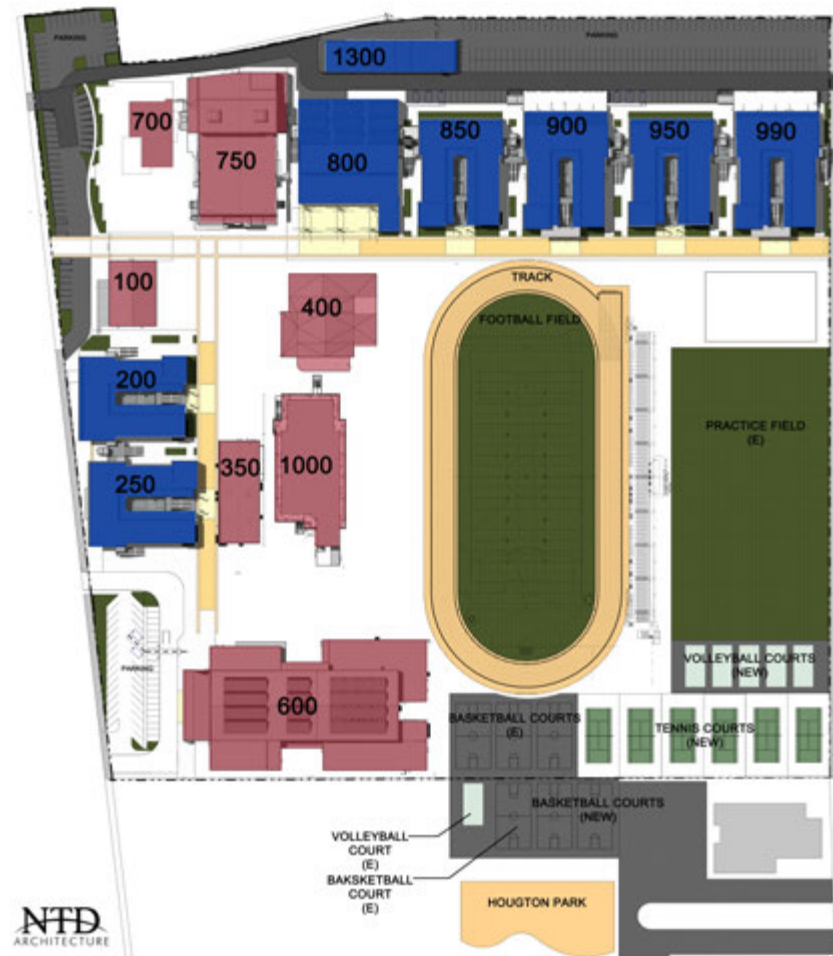 PARKING
PARKING
1300
700
750
800
850
900
950
990
100
400
TRACK
FOOTBALL FIELD
200
PRACTICE FIELD
(E)
250
350
1000
PARKING
600
VOLLEYBALL COURTS
(NEW)
BASKETBALL COURTS
(E)
TENNIS COURTS
(NEW)
BASKETBALL COURTS
(NEW)
VOLLEYBALL
COURT
(E)
BAKSKETBALL
COURT
(E)
HOUGTON PARK
NTD
ARCHITECTURE